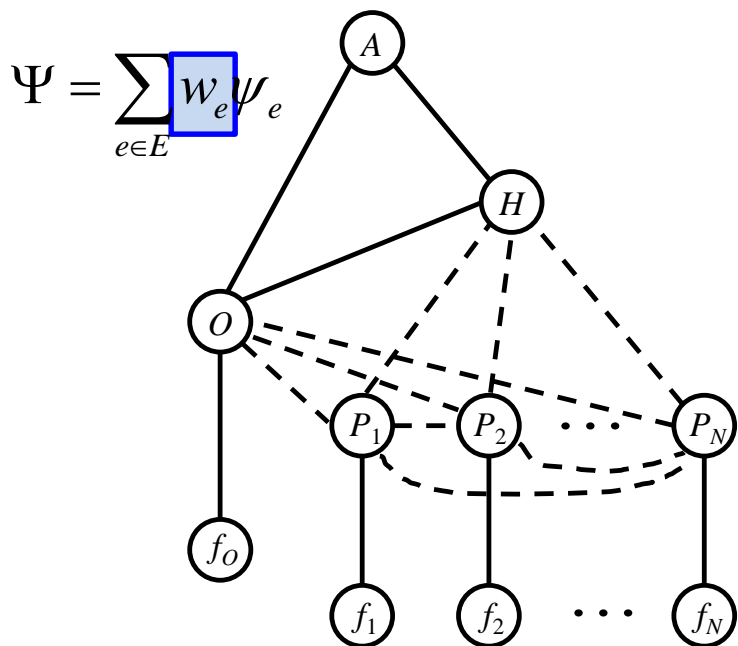 A
Ψ = ∑ w_e ψ_e
e∈E
H
O
P_1 P_2 ... P_N
f_O
f_1 f_2 ... f_N